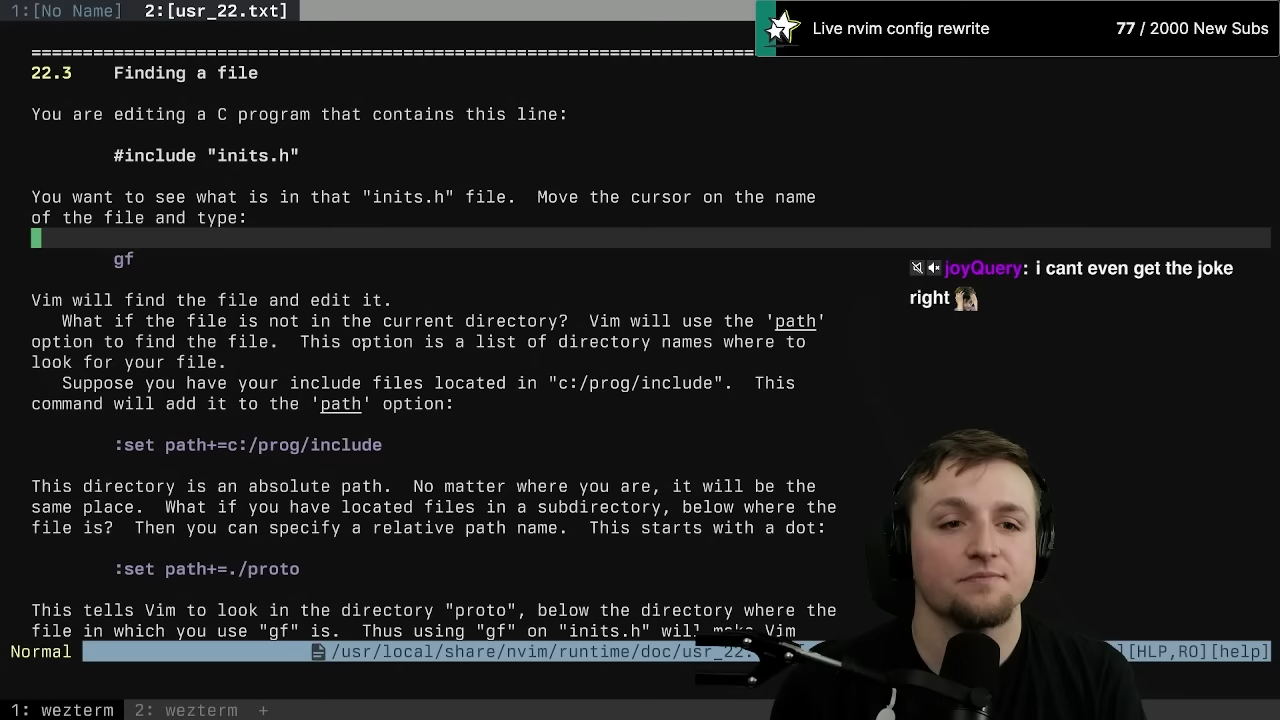 1:[No Name]  2:[usr_22.txt]
Live nvim config rewrite  77 / 2000 New Subs
==============================================================================
22.3  Finding a file
You are editing a C program that contains this line:
#include "inits.h"
You want to see what is in that "inits.h" file.  Move the cursor on the name
of the file and type:
gf
joyQuery: i cant even get the joke
right
Vim will find the file and edit it.
What if the file is not in the current directory?  Vim will use the 'path'
option to find the file.  This option is a list of directory names where to
look for your file.
Suppose you have your include files located in "c:/prog/include".  This
command will add it to the 'path' option:
:set path+=c:/prog/include
This directory is an absolute path.  No matter where you are, it will be the
same place.  What if you have located files in a subdirectory, below where the
file is?  Then you can specify a relative path name.  This starts with a dot:
:set path+=./proto
This tells Vim to look in the directory "proto", below the directory where the
file in which you use "gf" is.  Thus using "gf" on "inits.h" will make Vim
Normal  /usr/local/share/nvim/runtime/doc/usr_22.  [HLP,RO][help]
1: wezterm  2: wezterm  +